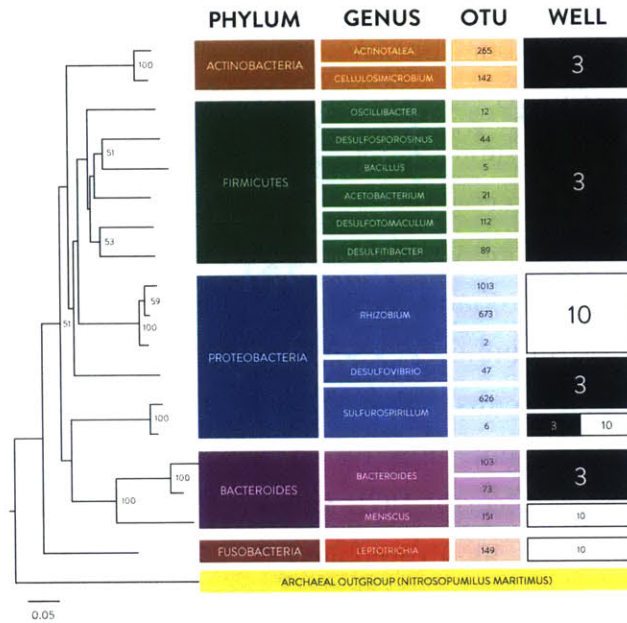 PHYLUM GENUS OTU WELL
ACTINOBACTERIA
ACTINOTALEA 265
CELLULOSIMICROBIUM 142
3
100
FIRMICUTES
OSCILLIBACTER 12
DESULFOSPOROSINUS 44
BACILLUS 5
ACETOBACTERIUM 21
DESULFOTOMACULUM 112
DESULFITIBACTER 89
3
51
53
PROTEOBACTERIA
RHIZOBIUM
1013
673
2
10
59
100
51
DESULFOVIBRIO 47
3
SULFUROSPIRILLUM
626
6
3 10
100
BACTEROIDES
BACTEROIDES
103
73
3
MENISCUS 151 10
100
100
FUSOBACTERIA LEPTOTRICHIA 149 10
ARCHAEAL OUTGROUP (NITROSOPUMILUS MARITIMUS)
0.05